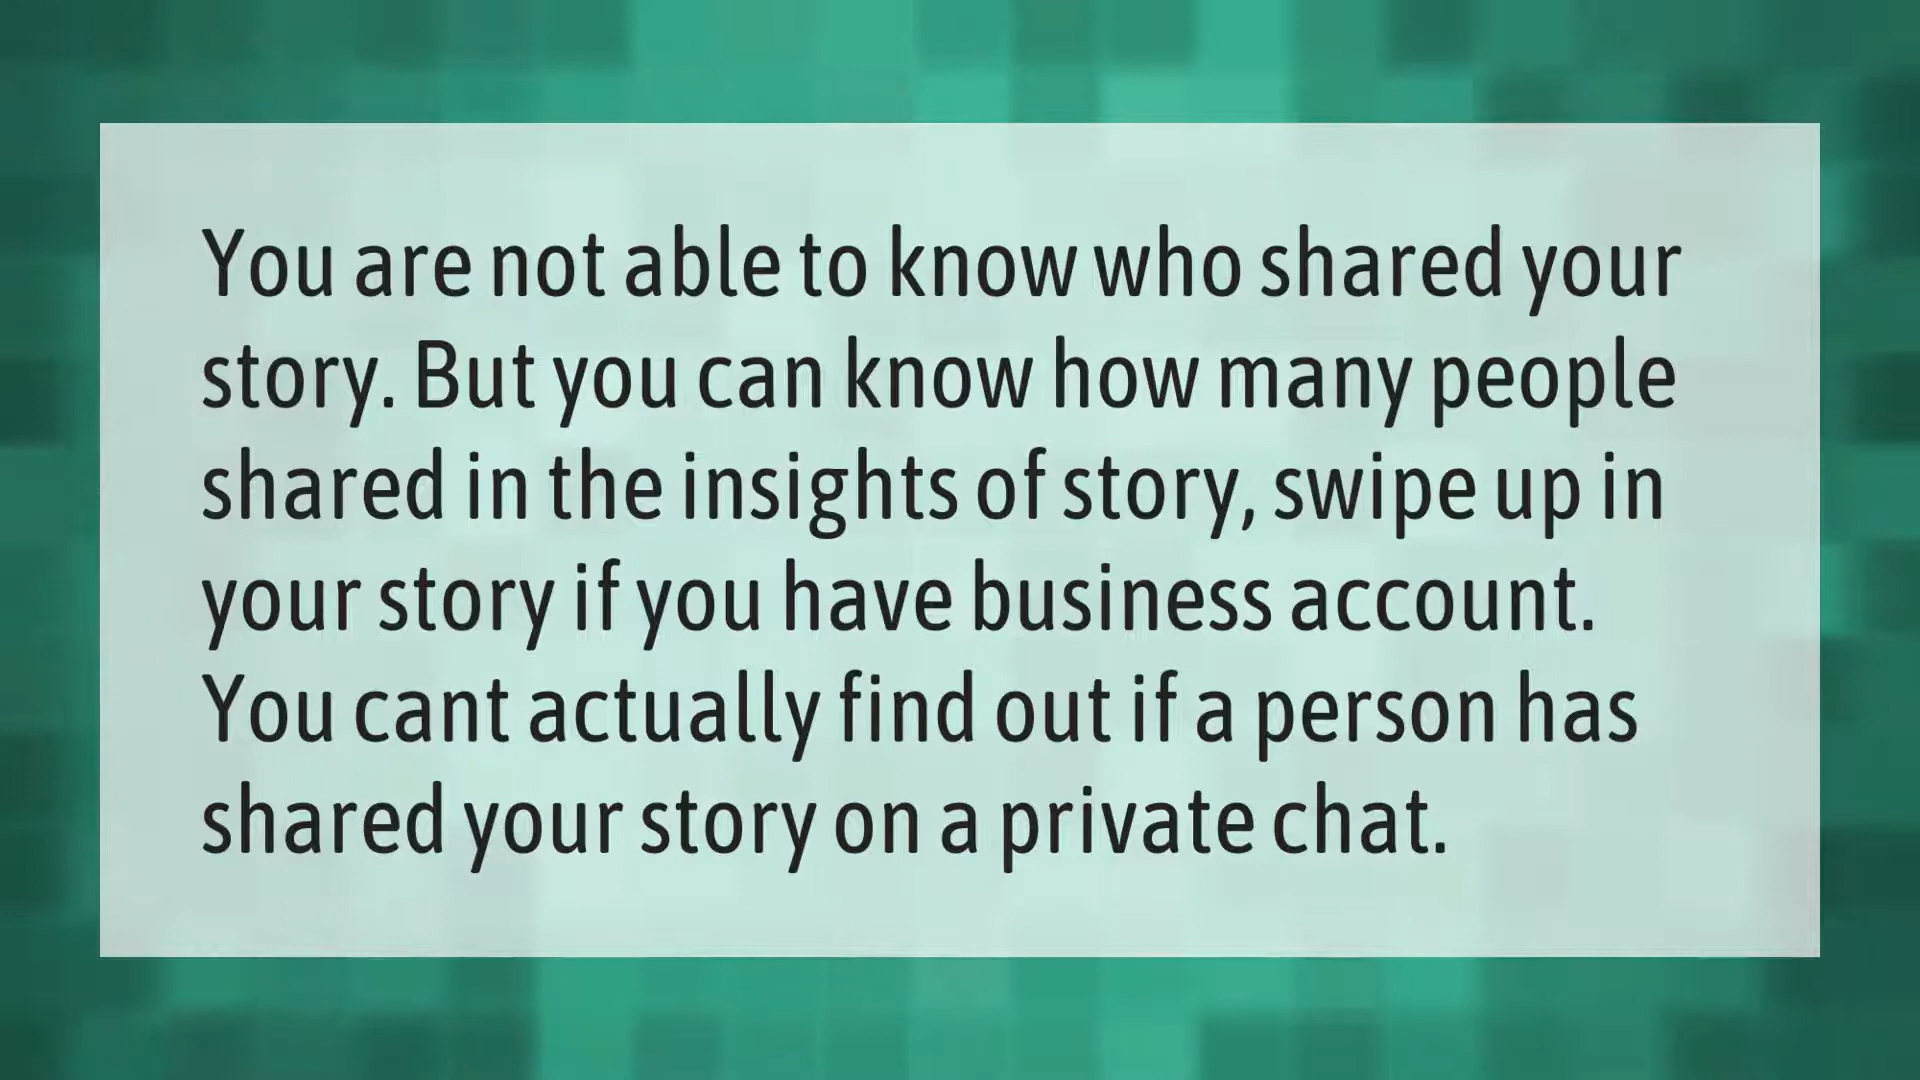 You are not able to know who shared your
story. But you can know how many people
shared in the insights of story, swipe up in
your story if you have business account.
You cant actually find out if a person has
shared your story on a private chat.